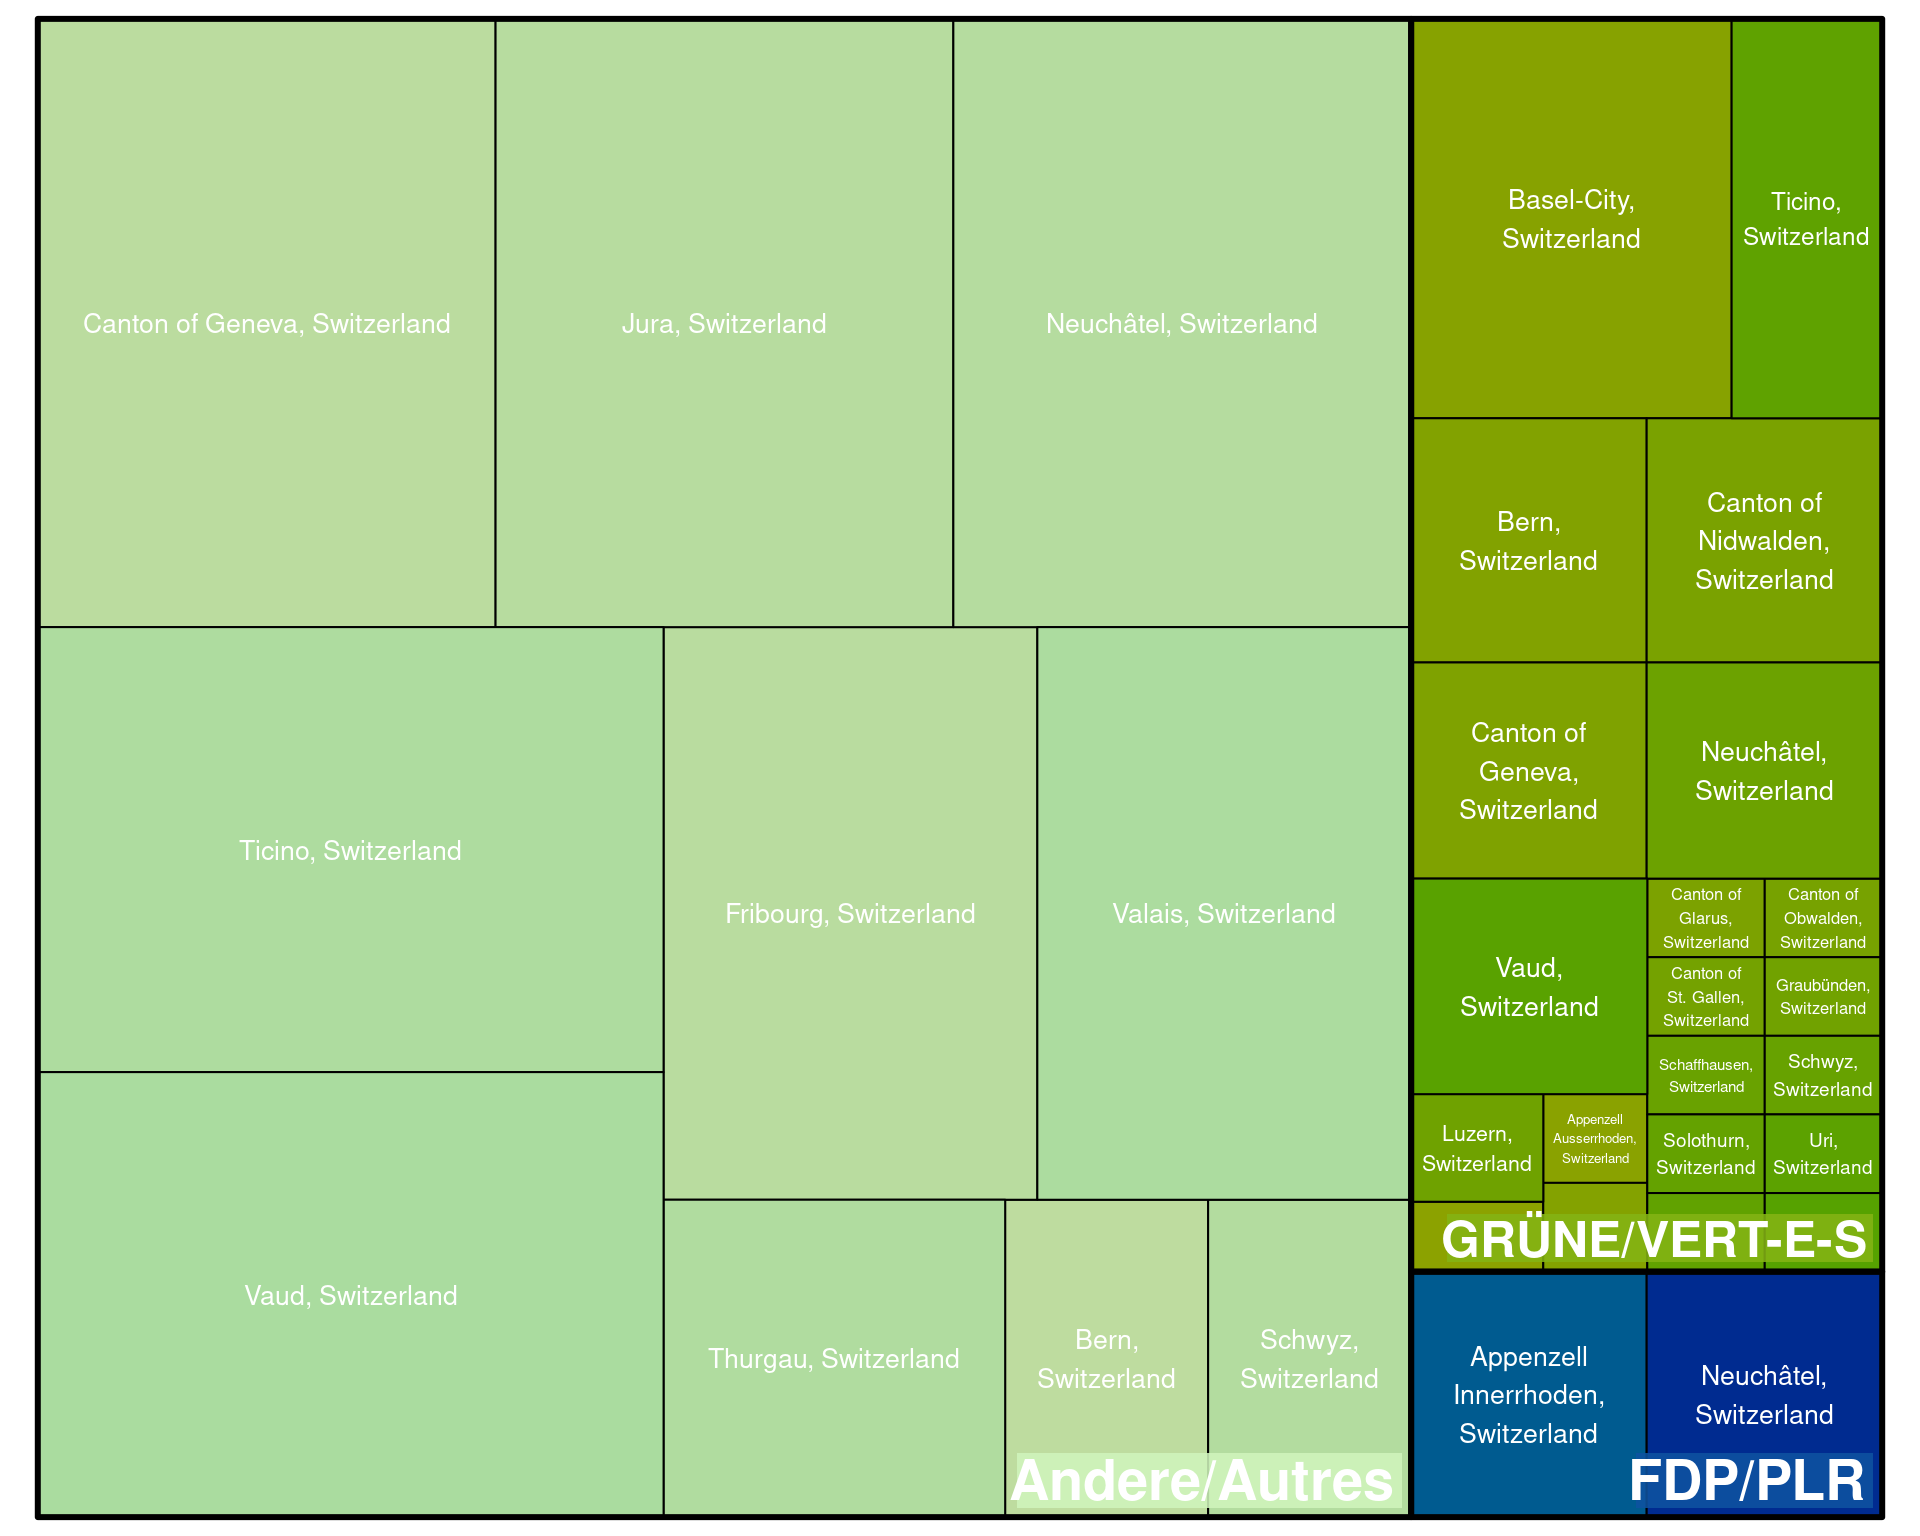 Canton of Geneva, Switzerland
Jura, Switzerland
Neuchâtel, Switzerland
Ticino, Switzerland
Fribourg, Switzerland
Valais, Switzerland
Vaud, Switzerland
Thurgau, Switzerland
Bern,
Switzerland
Schwyz,
Switzerland
Andere/Autres
Basel-City,
Switzerland
Ticino,
Switzerland
Bern,
Switzerland
Canton of
Nidwalden,
Switzerland
Canton of
Geneva,
Switzerland
Neuchâtel,
Switzerland
Vaud,
Switzerland
Canton of
Glarus,
Switzerland
Canton of
Obwalden,
Switzerland
Canton of
St. Gallen,
Switzerland
Graubünden,
Switzerland
Schaffhausen,
Switzerland
Schwyz,
Switzerland
Luzern,
Switzerland
Appenzell
Ausserrhoden,
Switzerland
Solothurn,
Switzerland
Uri,
Switzerland
GRÜNE/VERT-E-S
Appenzell
Innerrhoden,
Switzerland
Neuchâtel,
Switzerland
FDP/PLR